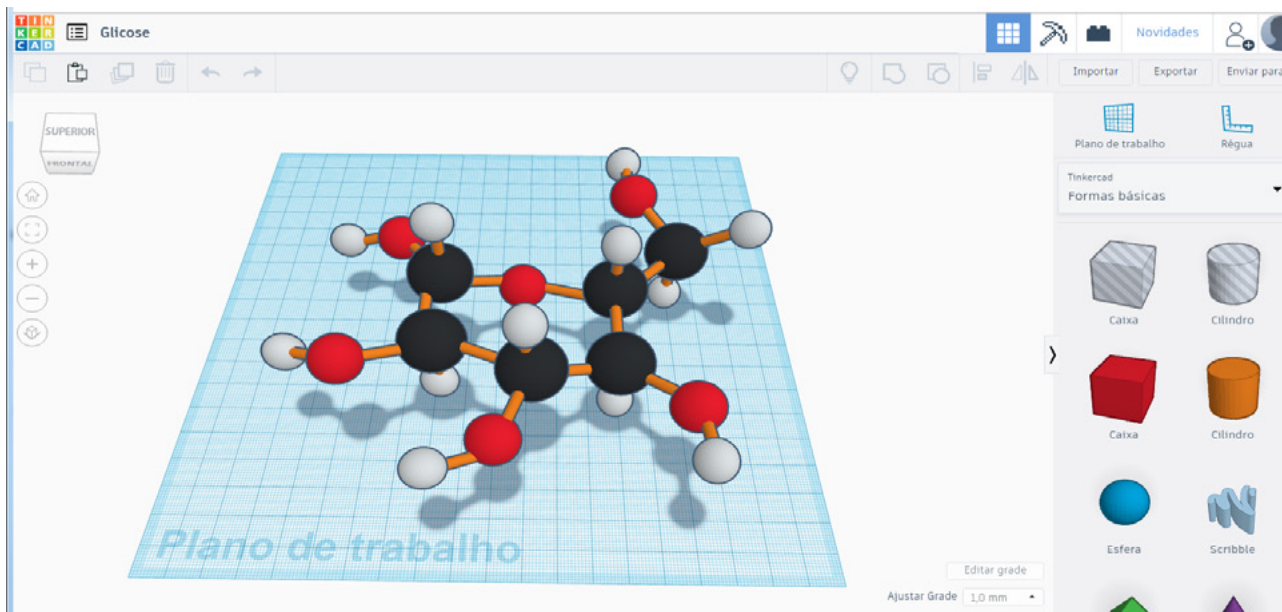 TIN
KER
CAD
Glicose
Novidades
Importar
Exportar
Enviar para
SUPERIOR
FRONTAL
Plano de trabalho
Régua
Tinkercad
Formas básicas
Caixa
Cilindro
Caixa
Cilindro
Esfera
Scribble
Plano de trabalho
Editar grade
Ajustar Grade
1,0 mm